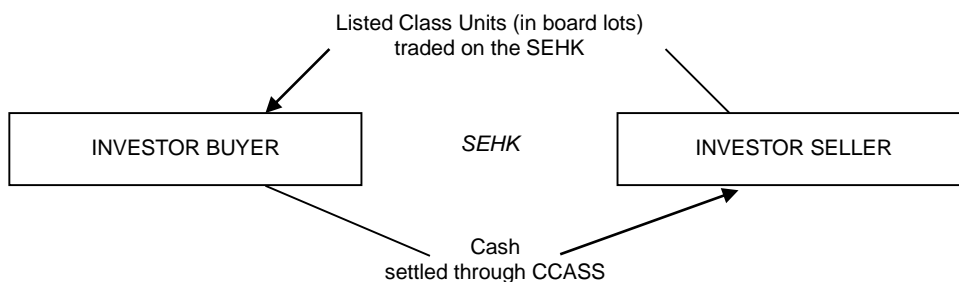 Listed Class Units (in board lots)
traded on the SEHK
INVESTOR BUYER
SEHK
INVESTOR SELLER
Cash
settled through CCASS